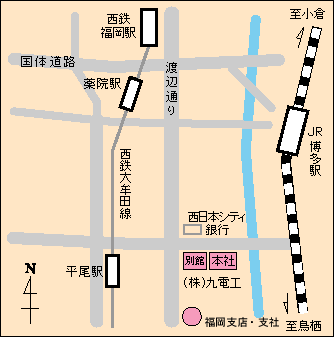 至小倉
西鉄
福岡駅
国体道路
渡辺通り
薬院駅
JR
博多駅
西鉄大牟田線
西日本シティ
銀行
別館
本社
平尾駅
(株)九電工
N
福岡支店・支社
至鳥栖